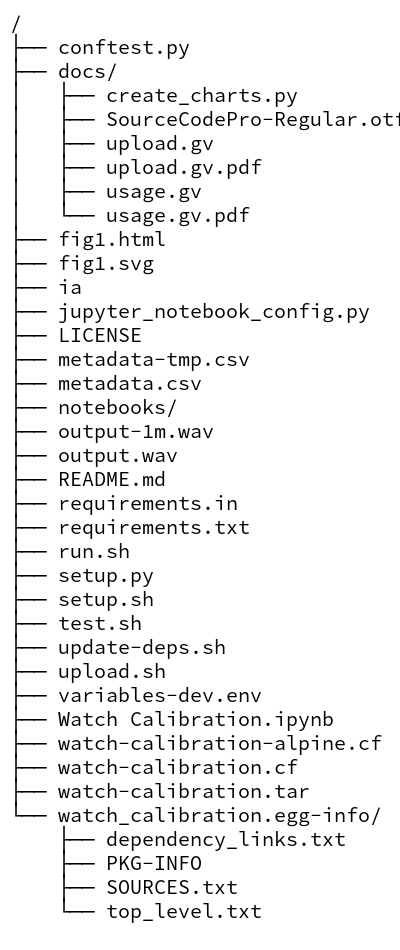 /
├── conftest.py
├── docs/
│   ├── create_charts.py
│   ├── SourceCodePro-Regular.otf
│   ├── upload.gv
│   ├── upload.gv.pdf
│   ├── usage.gv
│   └── usage.gv.pdf
├── fig1.html
├── fig1.svg
├── ia
├── jupyter_notebook_config.py
├── LICENSE
├── metadata-tmp.csv
├── metadata.csv
├── notebooks/
├── output-1m.wav
├── output.wav
├── README.md
├── requirements.in
├── requirements.txt
├── run.sh
├── setup.py
├── setup.sh
├── test.sh
├── update-deps.sh
├── upload.sh
├── variables-dev.env
├── Watch Calibration.ipynb
├── watch-calibration-alpine.cf
├── watch-calibration.cf
├── watch-calibration.tar
└── watch_calibration.egg-info/
    ├── dependency_links.txt
    ├── PKG-INFO
    ├── SOURCES.txt
    └── top_level.txt